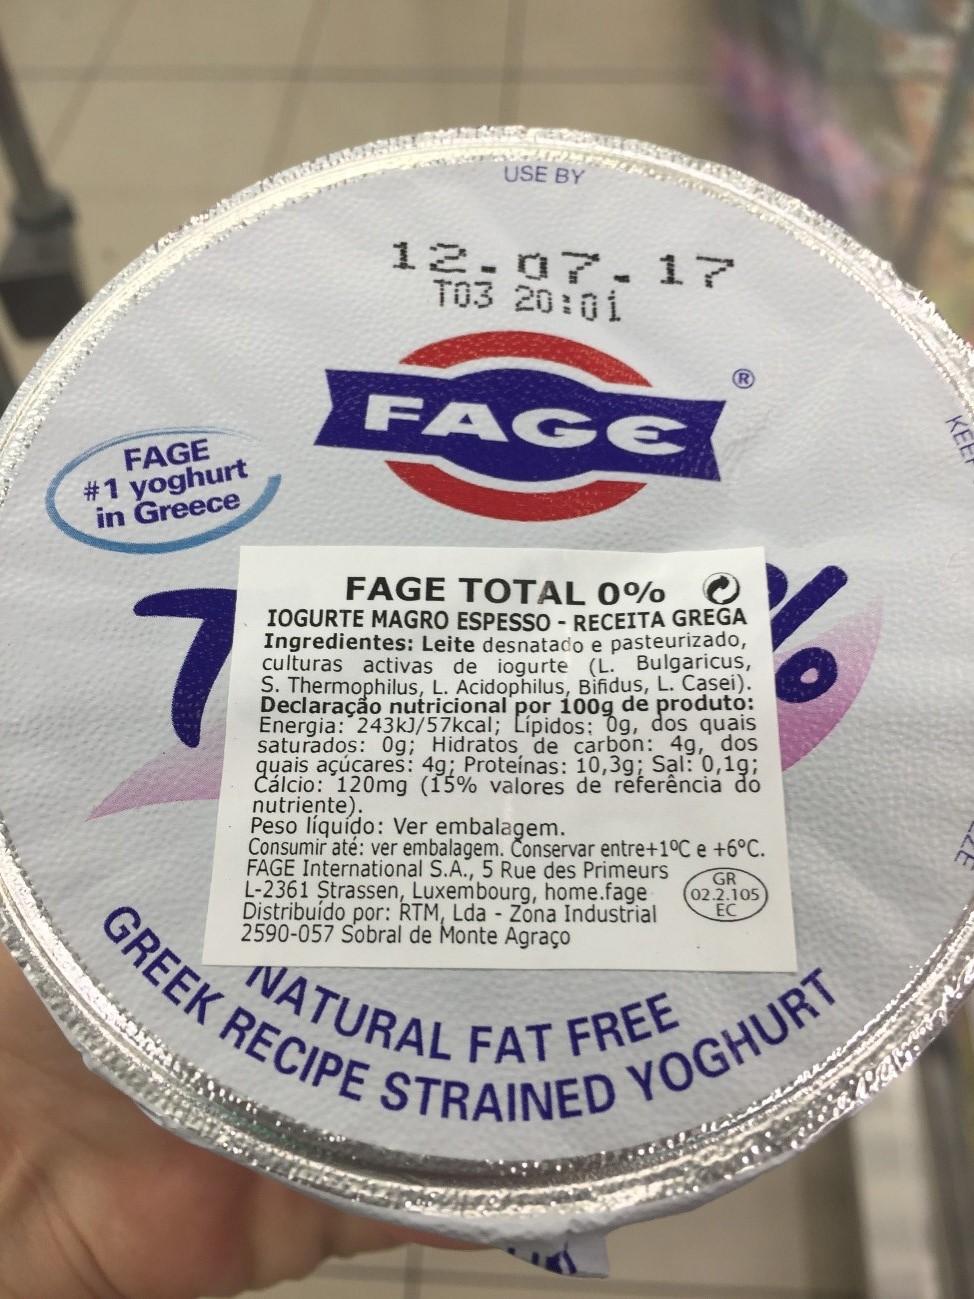 USE BY
12.07.17
T03 20:01
FAGE ®
FAGE
#1 yoghurt
in Greece
FAGE TOTAL 0%
IOGURTE MAGRO ESPESSO - RECEITA GREGA
Ingredientes: Leite desnatado e pasteurizado,
culturas activas de iogurte (L. Bulgaricus,
S. Thermophilus, L. Acidophilus, Bifidus, L. Casei).
Declaração nutricional por 100g de produto:
Energia: 243kJ/57kcal; Lípidos: 0g, dos quais
saturados: 0g; Hidratos de carbon: 4g, dos
quais açúcares: 4g; Proteínas: 10,3g; Sal: 0,1g;
Cálcio: 120mg (15% valores de referência do
nutriente).
Peso líquido: Ver embalagem.
Consumir até: ver embalagem. Conservar entre+1ºC e +6ºC.
FAGE International S.A., 5 Rue des Primeurs
L-2361 Strassen, Luxembourg, home.fage
Distribuído por: RTM, Lda - Zona Industrial
2590-057 Sobral de Monte Agraço
GR
02.2.105
EC
T %
NATURAL FAT FREE
GREEK RECIPE STRAINED YOGHURT